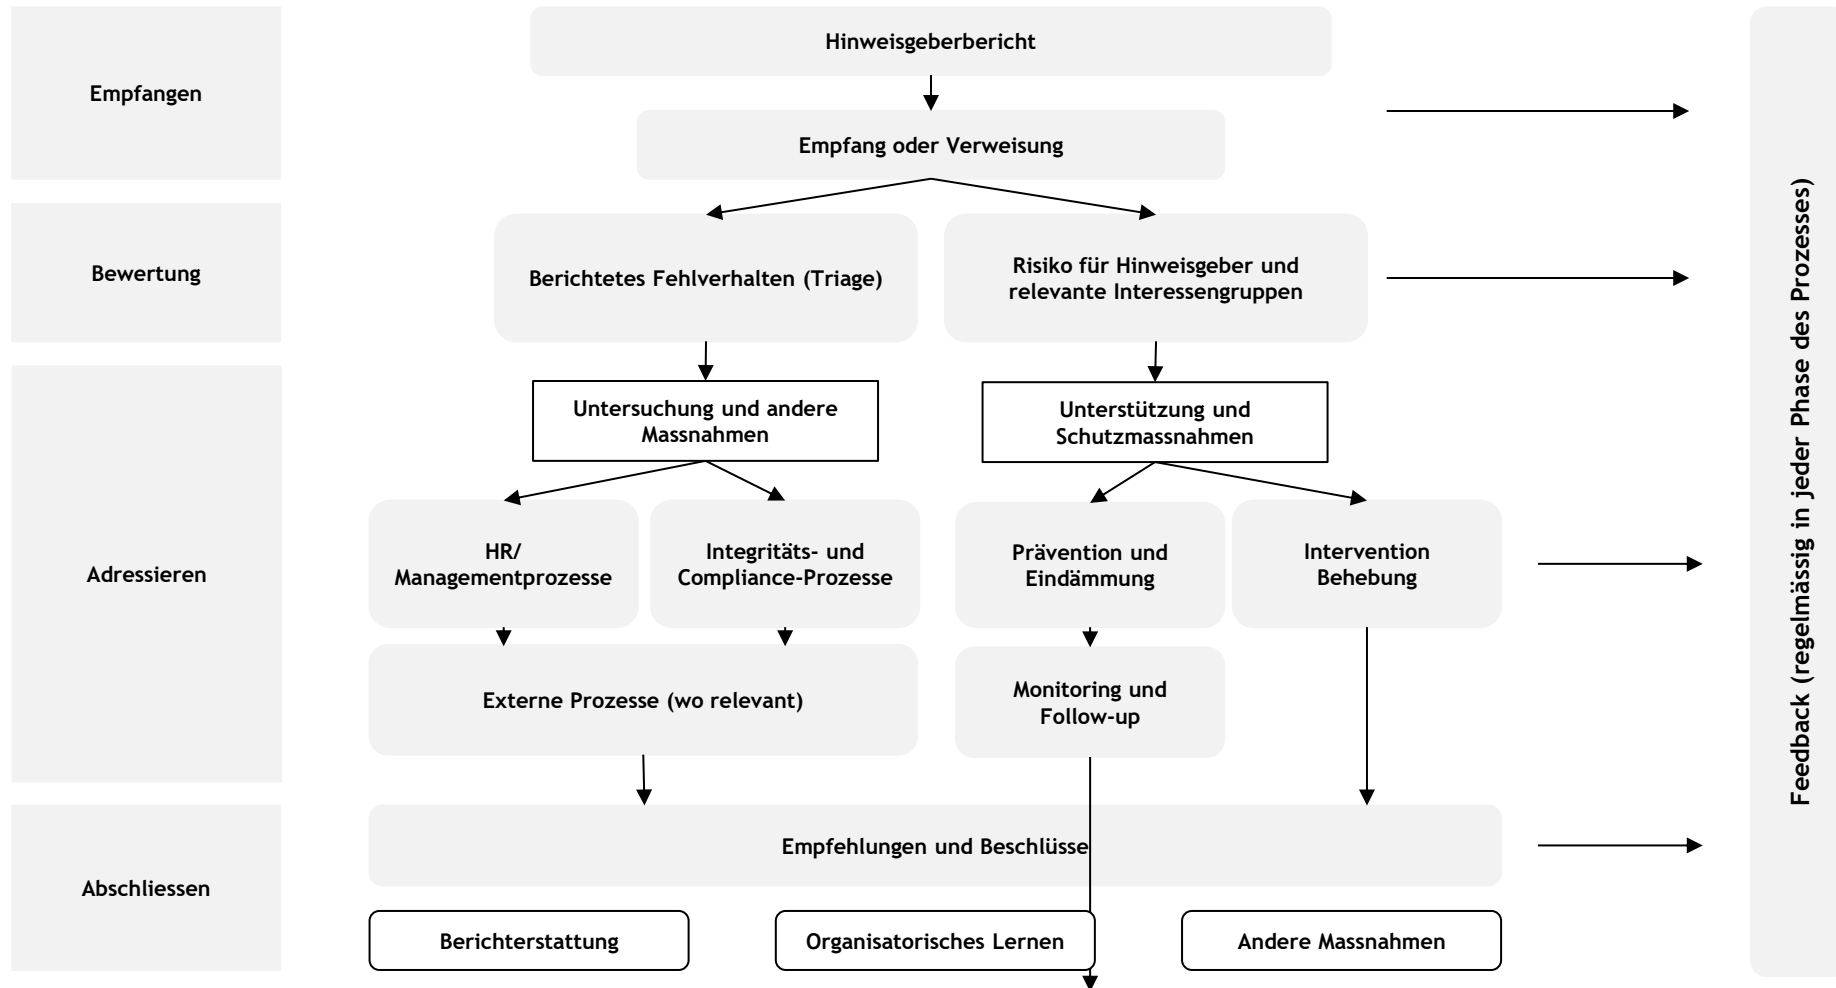 Empfangen
Hinweisgeberbericht
Empfang oder Verweisung
Bewertung
Berichtetes Fehlverhalten (Triage)
Risiko für Hinweisgeber und
relevante Interessengruppen
Adressieren
Untersuchung und andere
Massnahmen
Unterstützung und
Schutzmassnahmen
HR/
Managementprozesse
Integritäts- und
Compliance-Prozesse
Prävention und
Eindämmung
Intervention
Behebung
Externe Prozesse (wo relevant)
Monitoring und
Follow-up
Abschliessen
Empfehlungen und Beschlüsse
Berichterstattung
Organisatorisches Lernen
Andere Massnahmen
Feedback (regelmässig in jeder Phase des Prozesses)